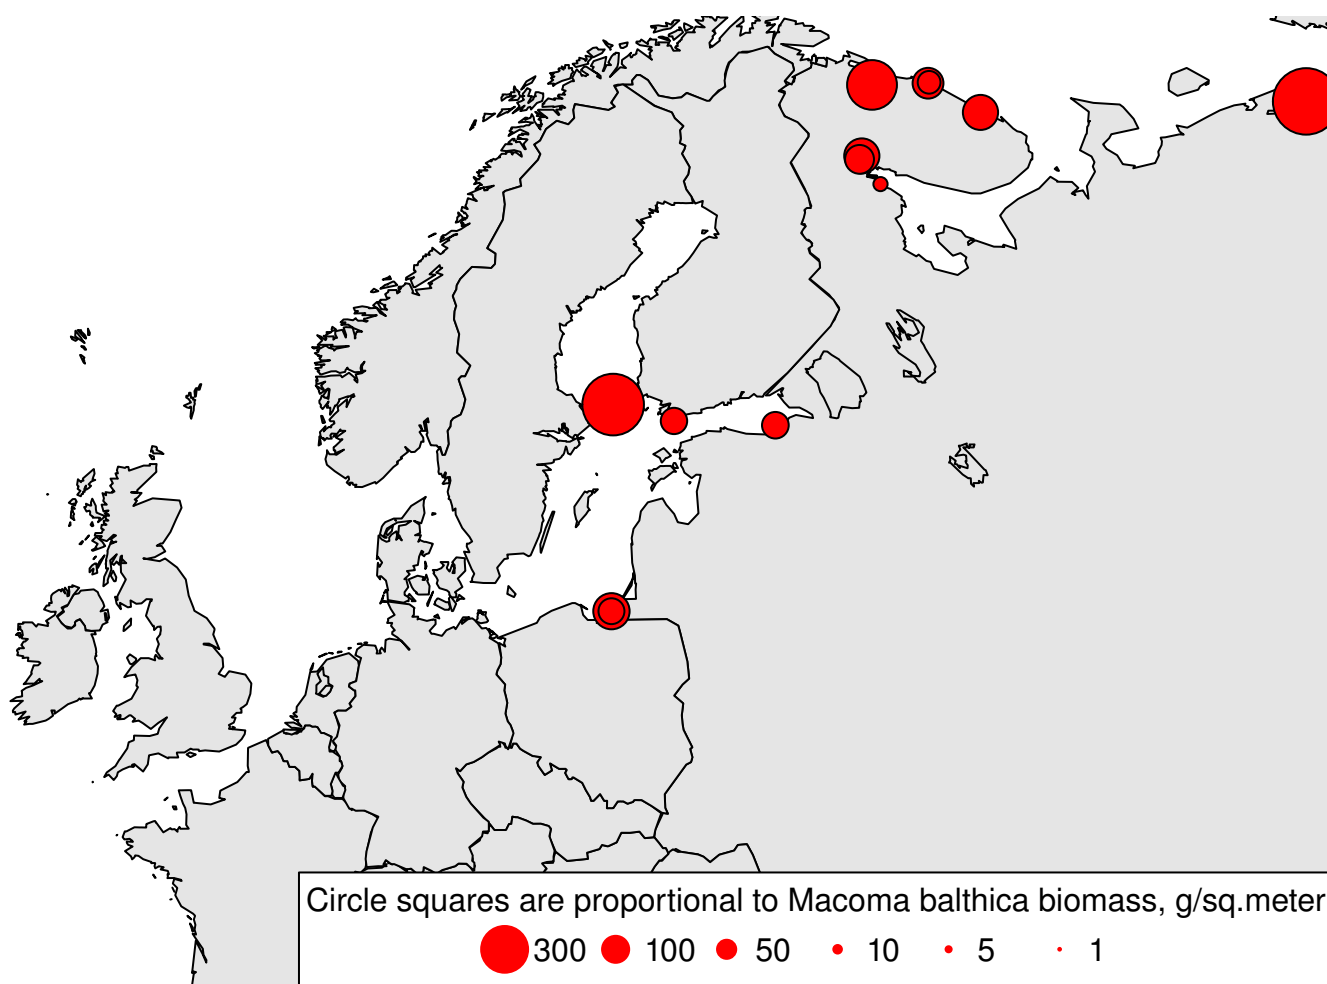 Circle squares are proportional to Macoma balthica biomass, g/sq.meter
300 100 50 10 5 1